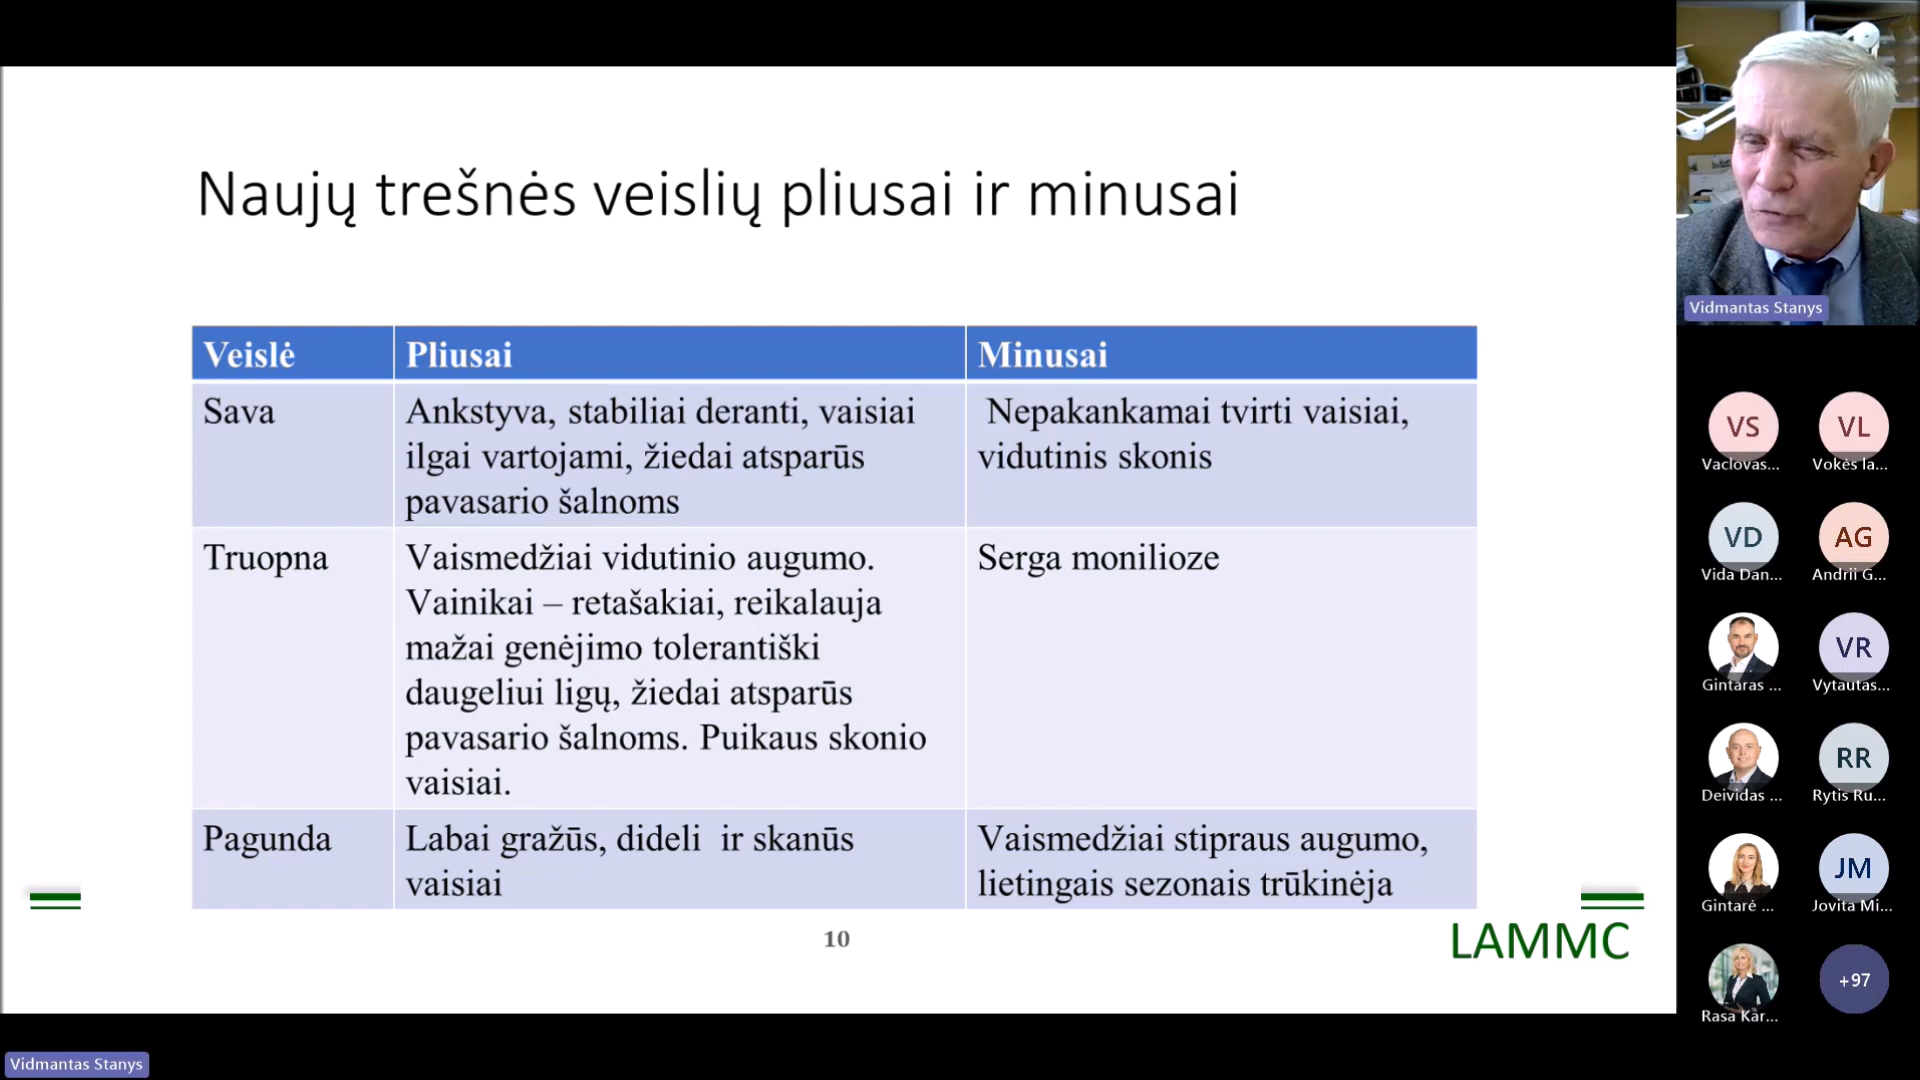 Naujų trešnės veislių pliusai ir minusai
Veislė
Pliusai
Minusai
Sava
Ankstyva, stabiliai deranti, vaisiai
ilgai vartojami, žiedai atsparūs
pavasario šalnoms
Nepakankamai tvirti vaisiai,
vidutinis skonis
Truopna
Vaismedžiai vidutinio augumo.
Vainikai – retašakiai, reikalauja
mažai genėjimo tolerantiški
daugeliui ligų, žiedai atsparūs
pavasario šalnoms. Puikaus skonio
vaisiai.
Serga monilioze
Pagunda
Labai gražūs, dideli ir skanūs
vaisiai
Vaismedžiai stipraus augumo,
lietingais sezonais trūkinėja
10
LAMMC
Vidmantas Stanys
Vidmantas Stanys
VS
Vaclovas...
VL
Vokės la...
VD
Vida Dan...
AG
Andrii G...
Gintaras ...
VR
Vytautas...
Deividas ...
RR
Rytis Ru...
Gintarė ...
JM
Jovita Mi...
Rasa Kar...
+97